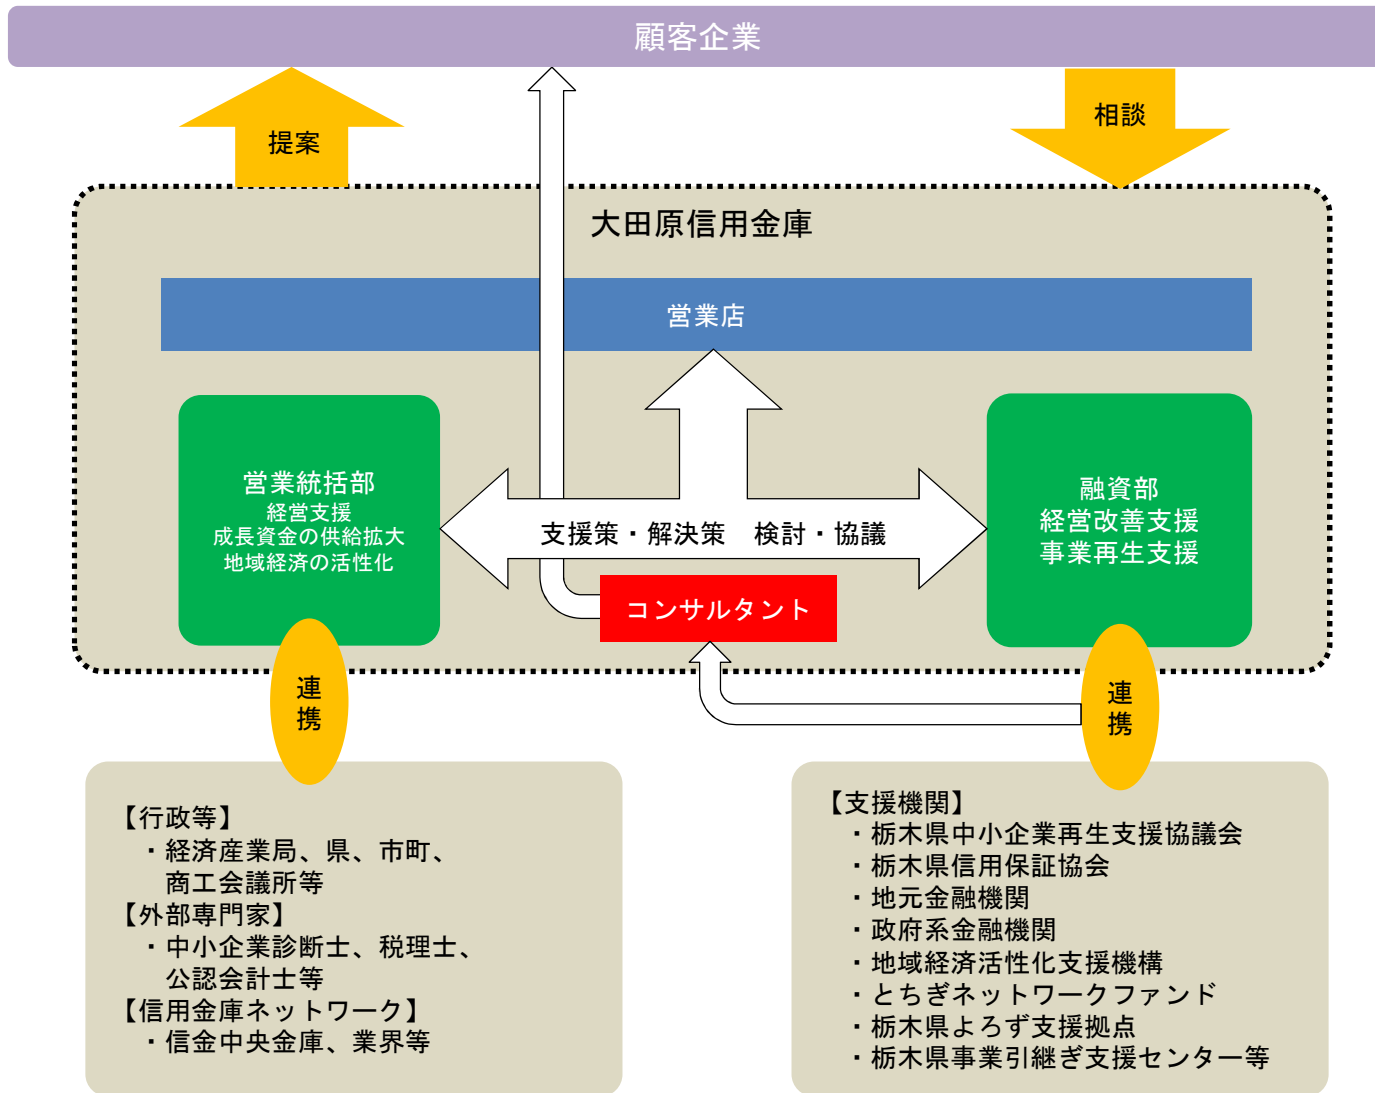 顧客企業
提案
相談
大田原信用金庫
営業店
営業統括部
経営支援
成長資金の供給拡大
地域経済の活性化
支援策・解決策　検討・協議
融資部
経営改善支援
事業再生支援
コンサルタント
連
携
連
携
【行政等】
・経済産業局、県、市町、
商工会議所等
【外部専門家】
・中小企業診断士、税理士、
公認会計士等
【信用金庫ネットワーク】
・信金中央金庫、業界等
【支援機関】
・栃木県中小企業再生支援協議会
・栃木県信用保証協会
・地元金融機関
・政府系金融機関
・地域経済活性化支援機構
・とちぎネットワークファンド
・栃木県よろず支援拠点
・栃木県事業引継ぎ支援センター等